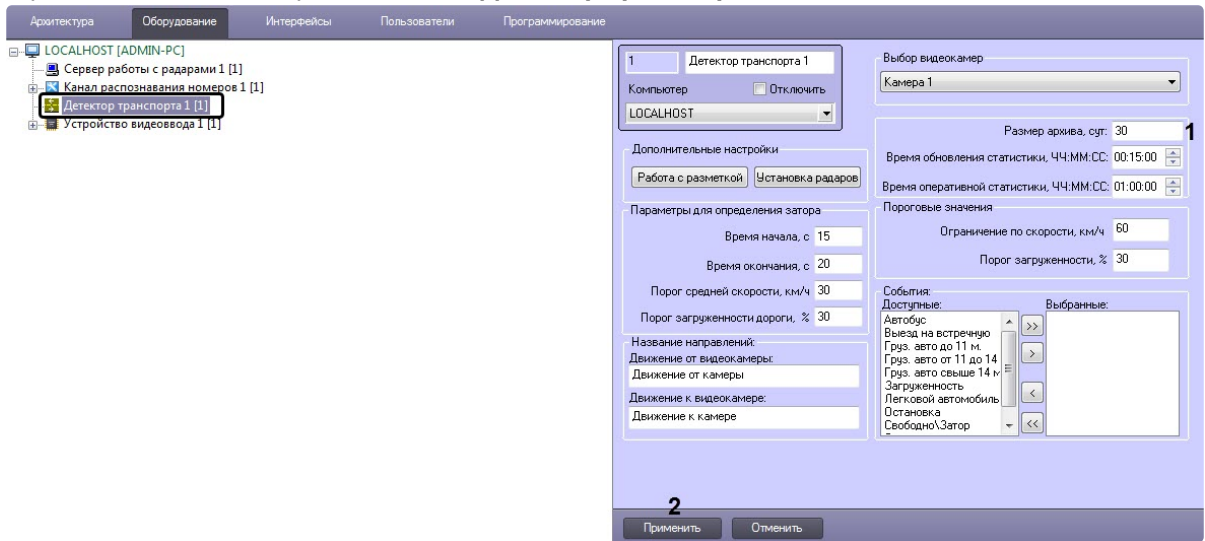 Архитектура Оборудование Интерфейсы Пользователи Программирование
LOCALHOST [ADMIN-PC]
Сервер работы с радарами 1 [1]
Канал распознавания номеров 1 [1]
Детектор транспорта 1 [1]
Устройство видеоввода 1 [1]
1 Детектор транспорта 1
Компьютер Отключить
LOCALHOST
Дополнительные настройки
Работа с разметкой Установка радаров
Параметры для определения затора
Время начала, с 15
Время окончания, с 20
Порог средней скорости, км/ч 30
Порог загруженности дороги, % 30
Название направлений:
Движение от видеокамеры:
Движение от камеры
Движение к видеокамере:
Движение к камере
Выбор видеокамер
Камера 1
Размер архива, сут: 30 1
Время обновления статистики, ЧЧ:ММ:СС: 00:15:00
Время оперативной статистики, ЧЧ:ММ:СС: 01:00:00
Пороговые значения
Ограничение по скорости, км/ч 60
Порог загруженности, % 30
События:
Доступные: Выбранные:
Автобус
Выезд на встречную
Груз. авто до 11 м.
Груз. авто от 11 до 14
Груз. авто свыше 14 м
Загруженность
Легковой автомобиль
Остановка
Свободно\Затор
>>
>
<
<<
2
Применить Отменить